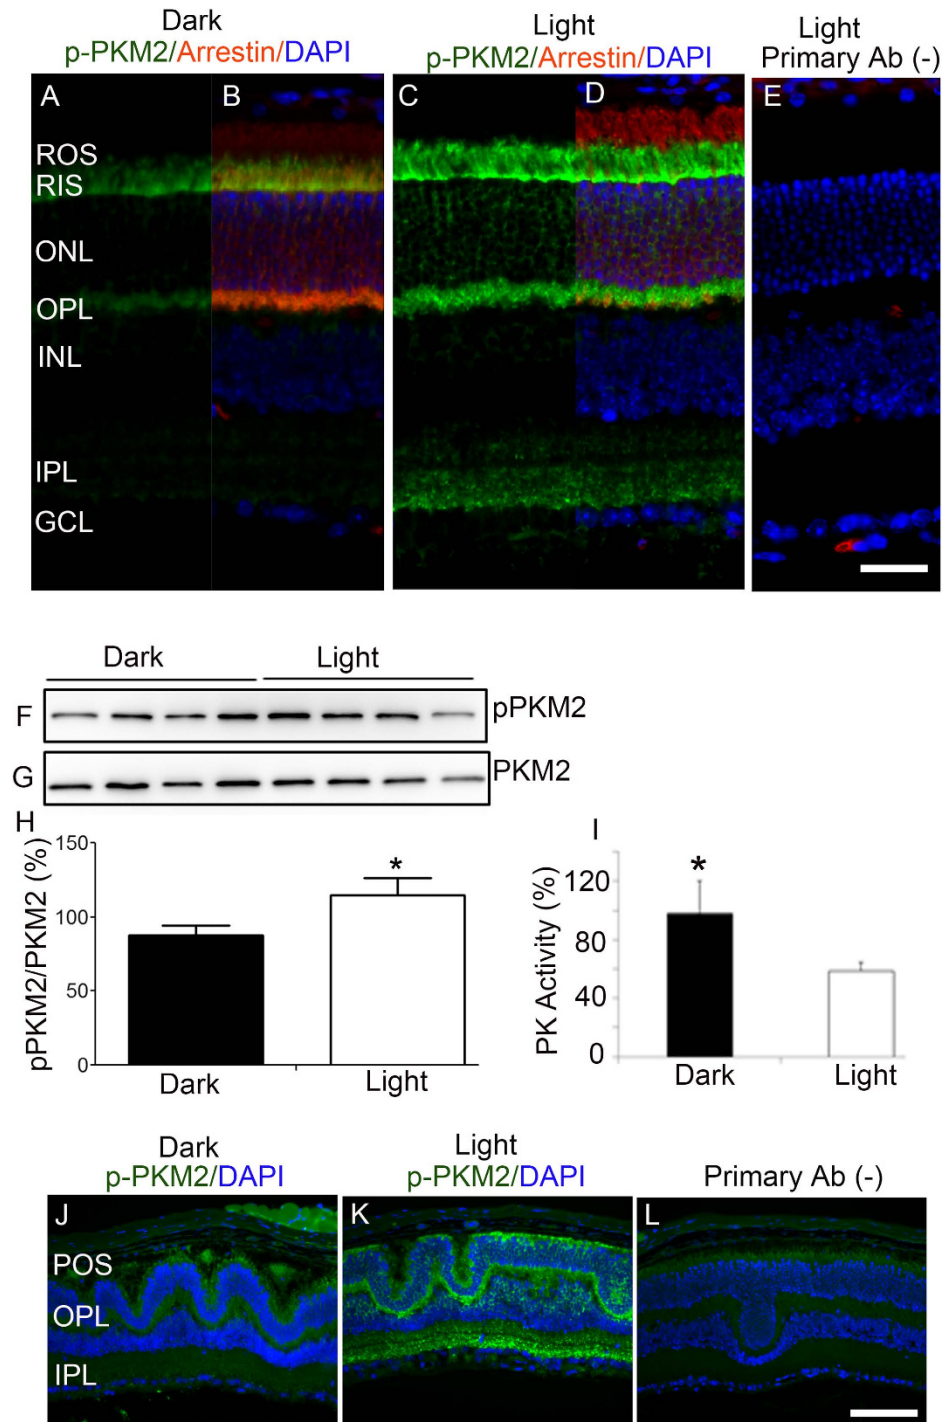 Dark
p-PKM2/Arrestin/DAPI
Light
p-PKM2/Arrestin/DAPI
Light
Primary Ab (-)
A
B
C
D
E
ROS
RIS
ONL
OPL
INL
IPL
GCL
Dark
Light
F
pPKM2
G
PKM2
H
pPKM2/PKM2 (%)
150
100
50
0
*
Dark
Light
I
PK Activity (%)
120
80
40
0
*
Dark
Light
Dark
p-PKM2/DAPI
Light
p-PKM2/DAPI
Primary Ab (-)
J
K
L
POS
OPL
IPL